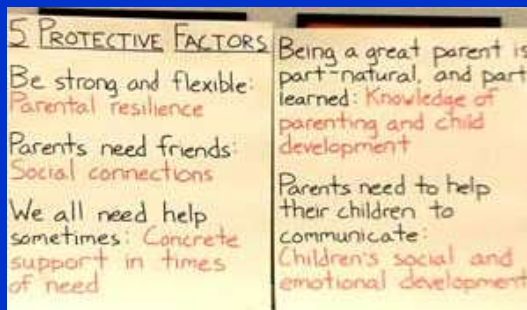 5 PROTECTIVE FACTORS
Be strong and flexible:
Parental resilience
Parents need friends:
Social connections
We all need help
sometimes: Concrete
support in times
of need
Being a great parent is
part-natural, and part
learned: Knowledge of
parenting and child
development
Parents need to help
their children to
communicate:
Children's social and
emotional development